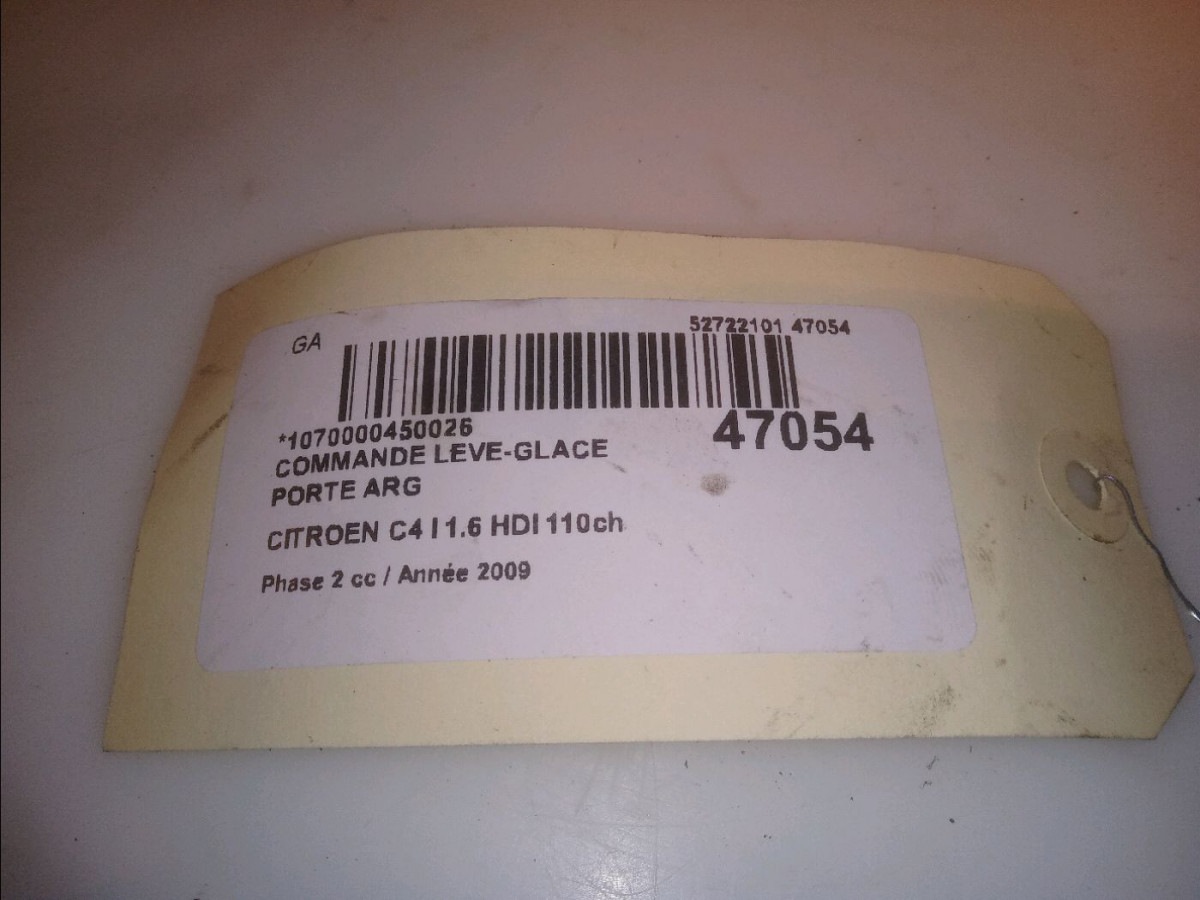 GA
52722101 47054
*1070000450026
47054
COMMANDE LEVE-GLACE
PORTE ARG
CITROEN C4 I 1.6 HDI 110ch
Phase 2 cc / Année 2009